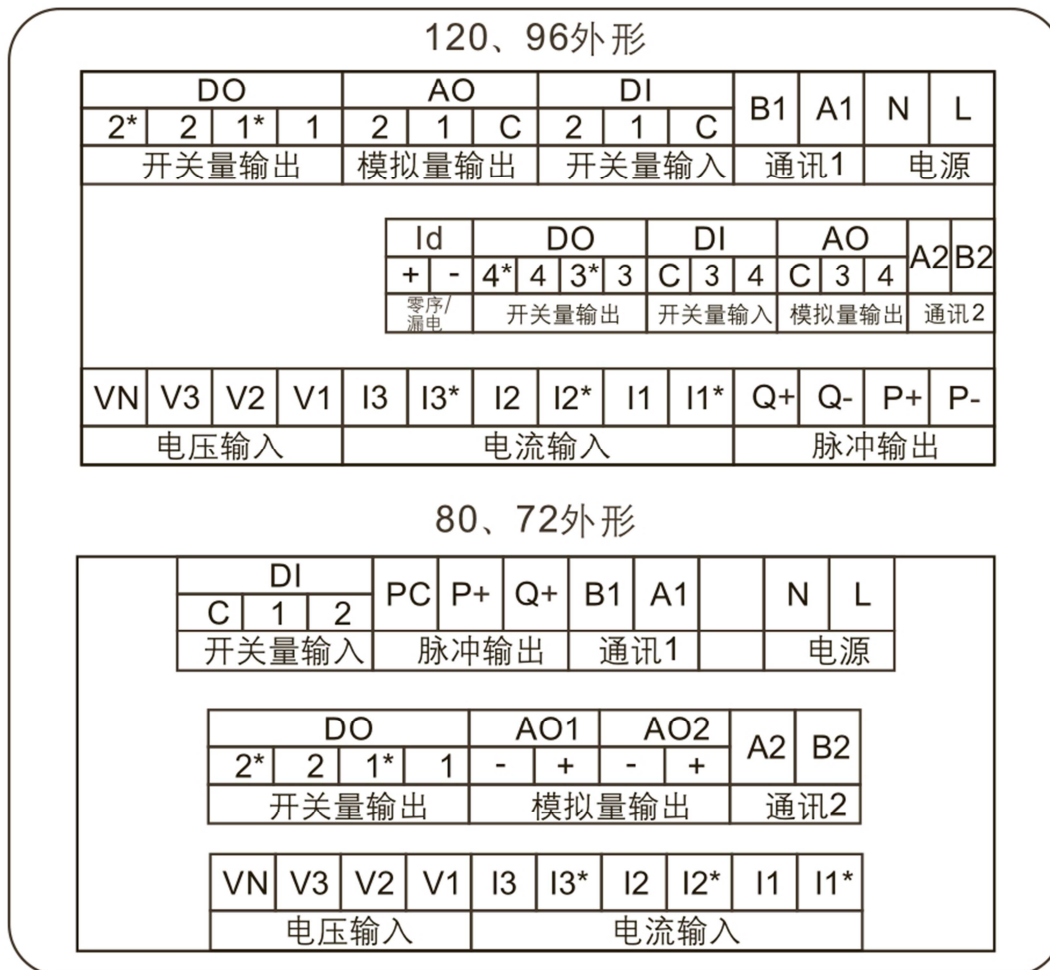 120、96外形
DO AO DI B1 A1 N L
2* 2 1* 1 2 1 C 2 1 C
开关量输出 模拟量输出 开关量输入 通讯1 电源
Id DO DI AO A2 B2
+ - 4* 4 3* 3 C 3 4 C 3 4
零序/
漏电
开关量输出 开关量输入 模拟量输出 通讯2
VN V3 V2 V1 I3 I3* I2 I2* I1 I1* Q+ Q- P+ P-
电压输入 电流输入 脉冲输出
80、72外形
DI PC P+ Q+ B1 A1 N L
C 1 2
开关量输入 脉冲输出 通讯1 电源
DO AO1 AO2 A2 B2
2* 2 1* 1 - + - +
开关量输出 模拟量输出 通讯2
VN V3 V2 V1 I3 I3* I2 I2* I1 I1*
电压输入 电流输入